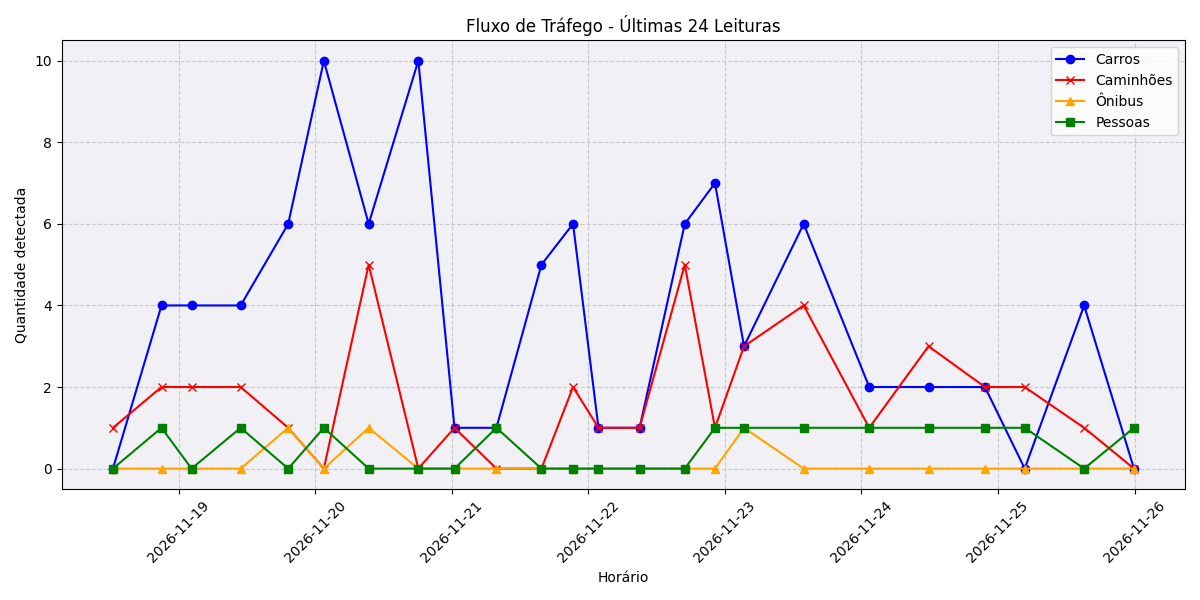 Fluxo de Tráfego - Últimas 24 Leituras
Quantidade detectada
10
8
6
4
2
0
Carros
Caminhões
Ônibus
Pessoas
2026-11-19
2026-11-20
2026-11-21
2026-11-22
2026-11-23
2026-11-24
2026-11-25
2026-11-26
Horário